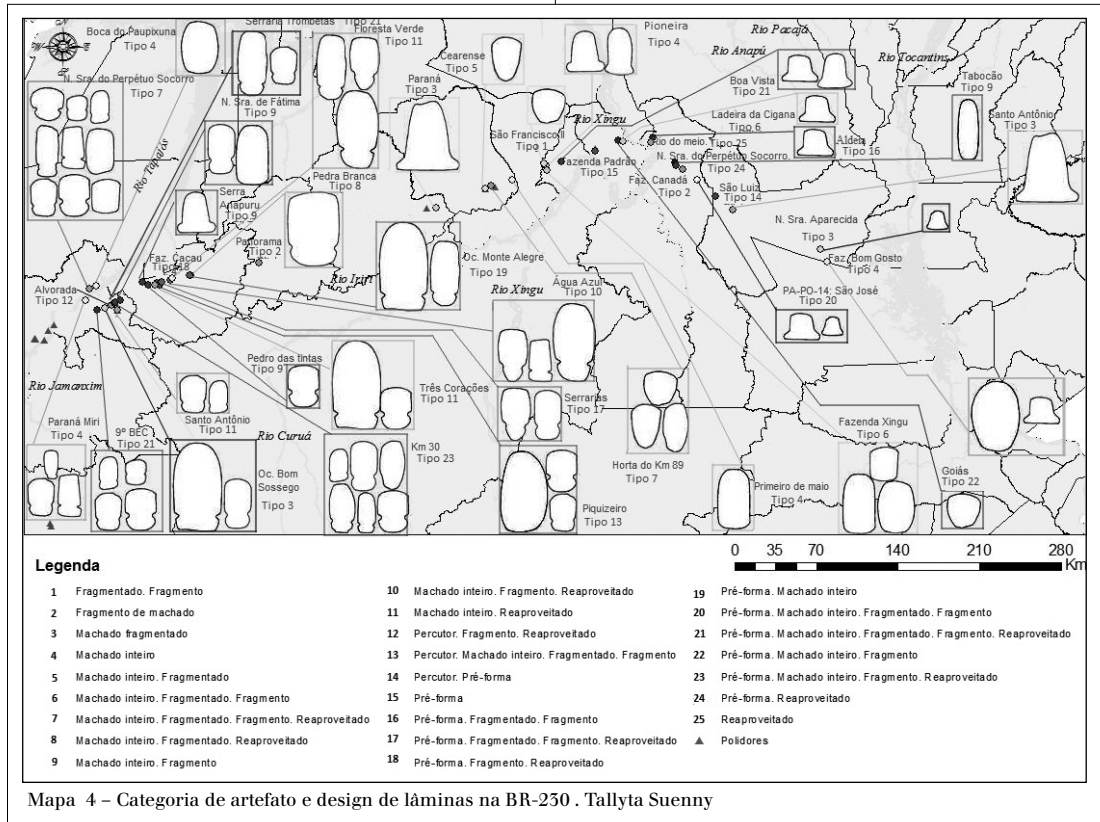 Boca do Paupixuna
Tipo 4
Serraria Trombetas Tipo 21
Floresta Verde
Tipo 11
Cearense
Tipo 5
Pioneira
Tipo 4
Rio Pacajá
Rio Anapú
Rio Tocantins
N. Sra. do Perpétuo Socorro
Tipo 7
N. Sra. de Fátima
Tipo 9
Paraná
Tipo 3
Boa Vista
Tipo 21
Tabocão
Tipo 9
Santo Antônio
Tipo 3
Ladeira da Cigana
Tipo 6
Rio Xingu
São Francisco II
Tipo 1
Rio Tapajós
Rio do meio. Tipo 25
Aldeia
Tipo 16
Fazenda Padrão
Tipo 15
N. Sra. do Perpétuo Socorro.
Tipo 24
Pedra Branca
Tipo 8
Faz. Canadá
Tipo 2
São Luiz
Tipo 14
Serra
Anapuru
Tipo 9
N. Sra. Aparecida
Tipo 3
Panorama
Tipo 2
Faz. Bom Gosto
Tipo 4
Faz. Cacau
Tipo 18
Oc. Monte Alegre
Tipo 19
Rio Iriri
Rio Xingu
Água Azul
Tipo 10
Alvorada
Tipo 12
PA-PO-14: São José
Tipo 20
Pedro das tintas
Tipo 9
Rio Jamanxim
Três Corações
Tipo 11
Serrarias
Tipo 17
Santo Antônio
Tipo 11
Paraná Miri
Tipo 4
9º BEC 1
Tipo 21
Rio Curuá
Km 30
Tipo 23
Fazenda Xingu
Tipo 6
Oc. Bom
Sossego
Tipo 3
Horta do Km 89
Tipo 7
Goiás
Tipo 22
Primeiro de maio
Tipo 4
Piquizeiro
Tipo 13
0 35 70 140 210 280
Km
Legenda
1 Fragmentado. Fragmento
2 Fragmento de machado
3 Machado fragmentado
4 Machado inteiro
5 Machado inteiro. Fragmentado
6 Machado inteiro. Fragmentado. Fragmento
7 Machado inteiro. Fragmentado. Fragmento. Reaproveitado
8 Machado inteiro. Fragmentado. Reaproveitado
9 Machado inteiro. Fragmento
10 Machado inteiro. Fragmento. Reaproveitado
11 Machado inteiro. Reaproveitado
12 Percutor. Fragmento. Reaproveitado
13 Percutor. Machado inteiro. Fragmentado. Fragmento
14 Percutor. Pré-forma
15 Pré-forma
16 Pré-forma. Fragmentado. Fragmento
17 Pré-forma. Fragmentado. Fragmento. Reaproveitado
18 Pré-forma. Fragmento. Reaproveitado
19 Pré-forma. Machado inteiro
20 Pré-forma. Machado inteiro. Fragmentado. Fragmento
21 Pré-forma. Machado inteiro. Fragmentado. Fragmento. Reaproveitado
22 Pré-forma. Machado inteiro. Fragmento
23 Pré-forma. Machado inteiro. Fragmento. Reaproveitado
24 Pré-forma. Reaproveitado
25 Reaproveitado
Polidores
Mapa 4 – Categoria de artefato e design de lâminas na BR-230 . Tallyta Suenny